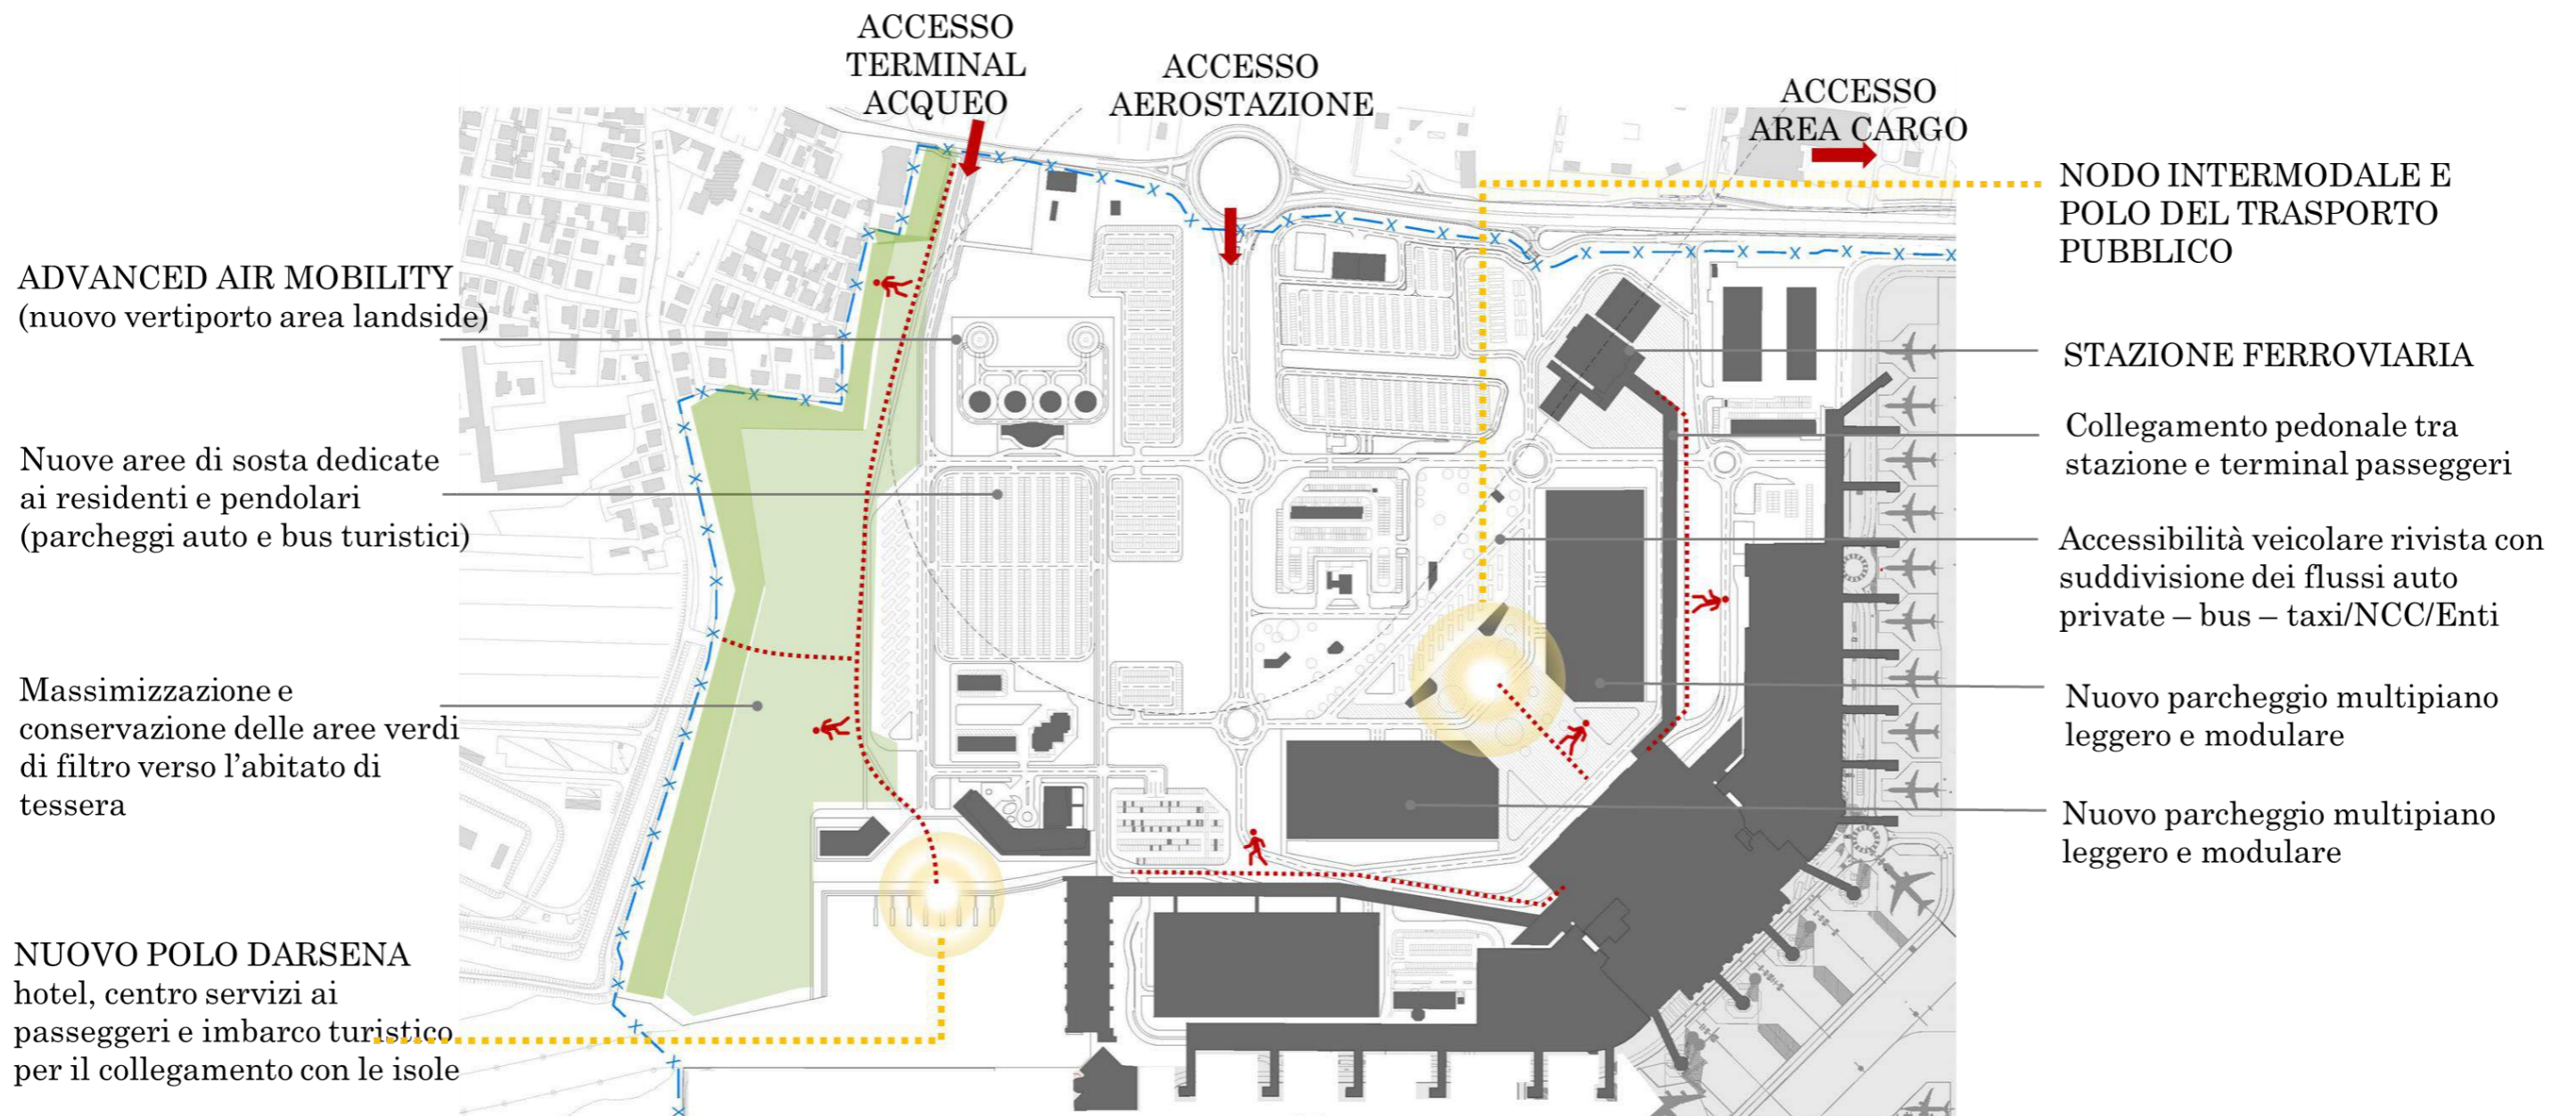 ACCESSO
TERMINAL
ACQUEO
ACCESSO
AEROSTAZIONE
ACCESSO
AREA CARGO
ADVANCED AIR MOBILITY
(nuovo vertiporto area landside)
Nuove aree di sosta dedicate
ai residenti e pendolari
(parcheggi auto e bus turistici)
Massimizzazione e
conservazione delle aree verdi
di filtro verso l’abitato di
tessera
NUOVO POLO DARSENA
hotel, centro servizi ai
passeggeri e imbarco turistico
per il collegamento con le isole
NODO INTERMODALE E
POLO DEL TRASPORTO
PUBBLICO
STAZIONE FERROVIARIA
Collegamento pedonale tra
stazione e terminal passeggeri
Accessibilità veicolare rivista con
suddivisione dei flussi auto
private – bus – taxi/NCC/Enti
Nuovo parcheggio multipiano
leggero e modulare
Nuovo parcheggio multipiano
leggero e modulare